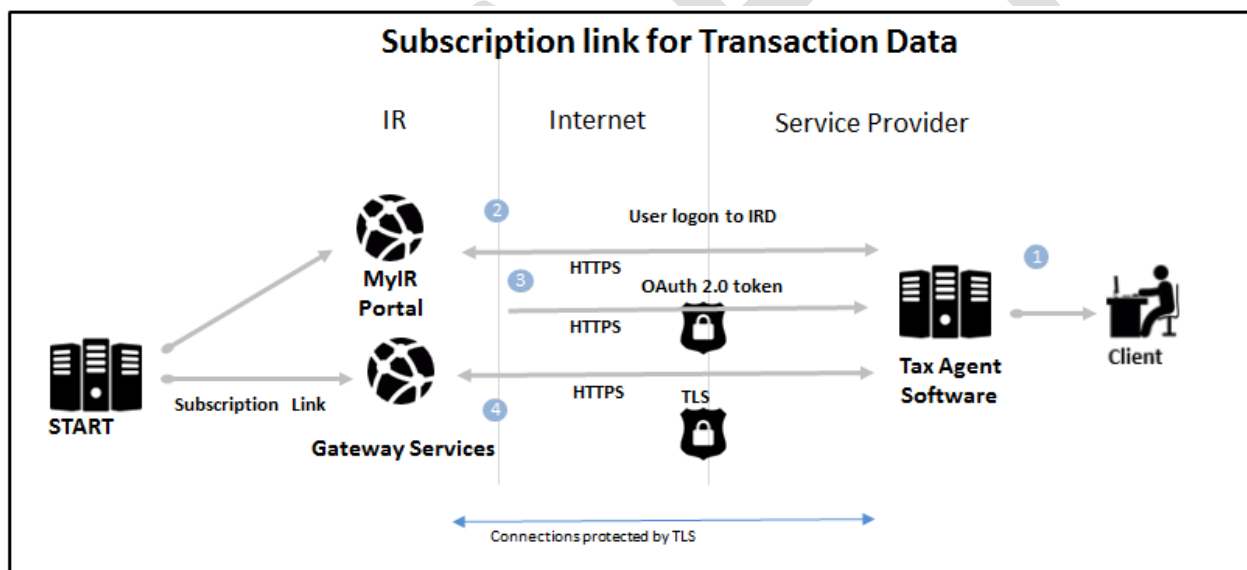 Subscription link for Transaction Data
IR
Internet
Service Provider
2
User logon to IRD
HTTPS
1
MyIR
Portal
3
OAuth 2.0 token
HTTPS
Tax Agent
Software
Client
START
Subscription Link
HTTPS
TLS
4
Gateway Services
Connections protected by TLS